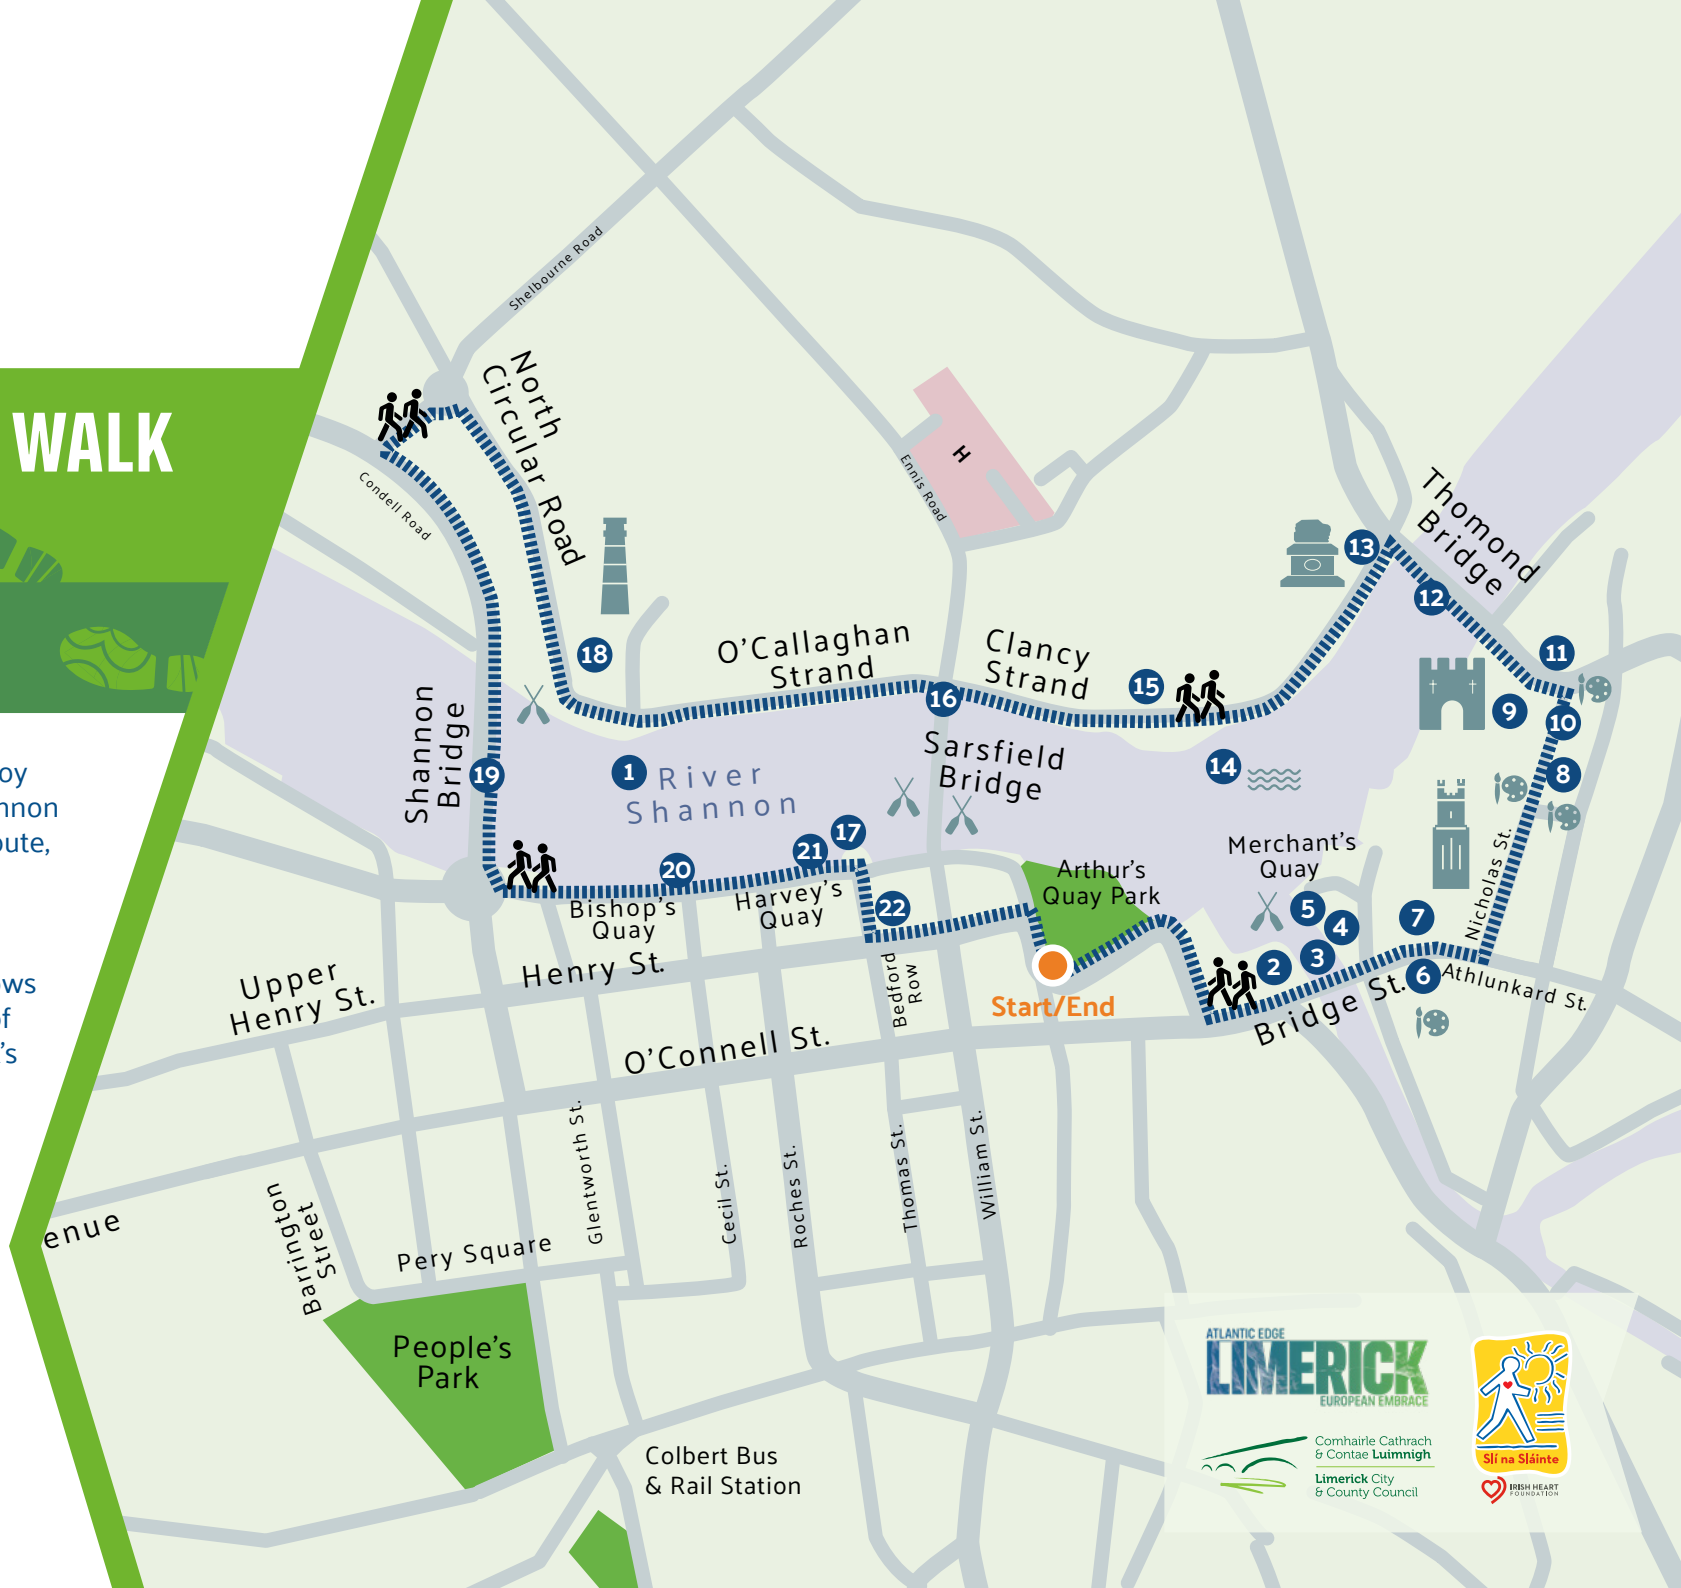 WALK
oy
nnon
oute,
ows
of
's
Shelbourne Road
North
Circular Road
Condell Road
Ennis Road
H
Thomond
Bridge
13
12
11
9
10
8
18
O'Callaghan
Strand
Clancy
Strand
15
16
Shannon
Bridge
19
1
River
Shannon
Sarsfield
Bridge
14
17
21
20
Bishop's
Quay
Harvey's
Quay
22
Arthur's
Quay Park
Merchant's
Quay
5
4
7
3
2
6
Nicholas St.
Athlunkard St.
Bridge St.
Start/End
Upper
Henry St.
Henry St.
Bedford
Row
O'Connell St.
Glentworth St.
Cecil St.
Roches St.
Thomas St.
William St.
enue
Barrington
Street
Pery Square
People's
Park
Colbert Bus
& Rail Station
ATLANTIC EDGE
LIMERICK
EUROPEAN EMBRACE
Comhairle Cathrach
& Contae Luimnigh
Limerick City
& County Council
Slí na Sláinte
IRISH HEART
FOUNDATION